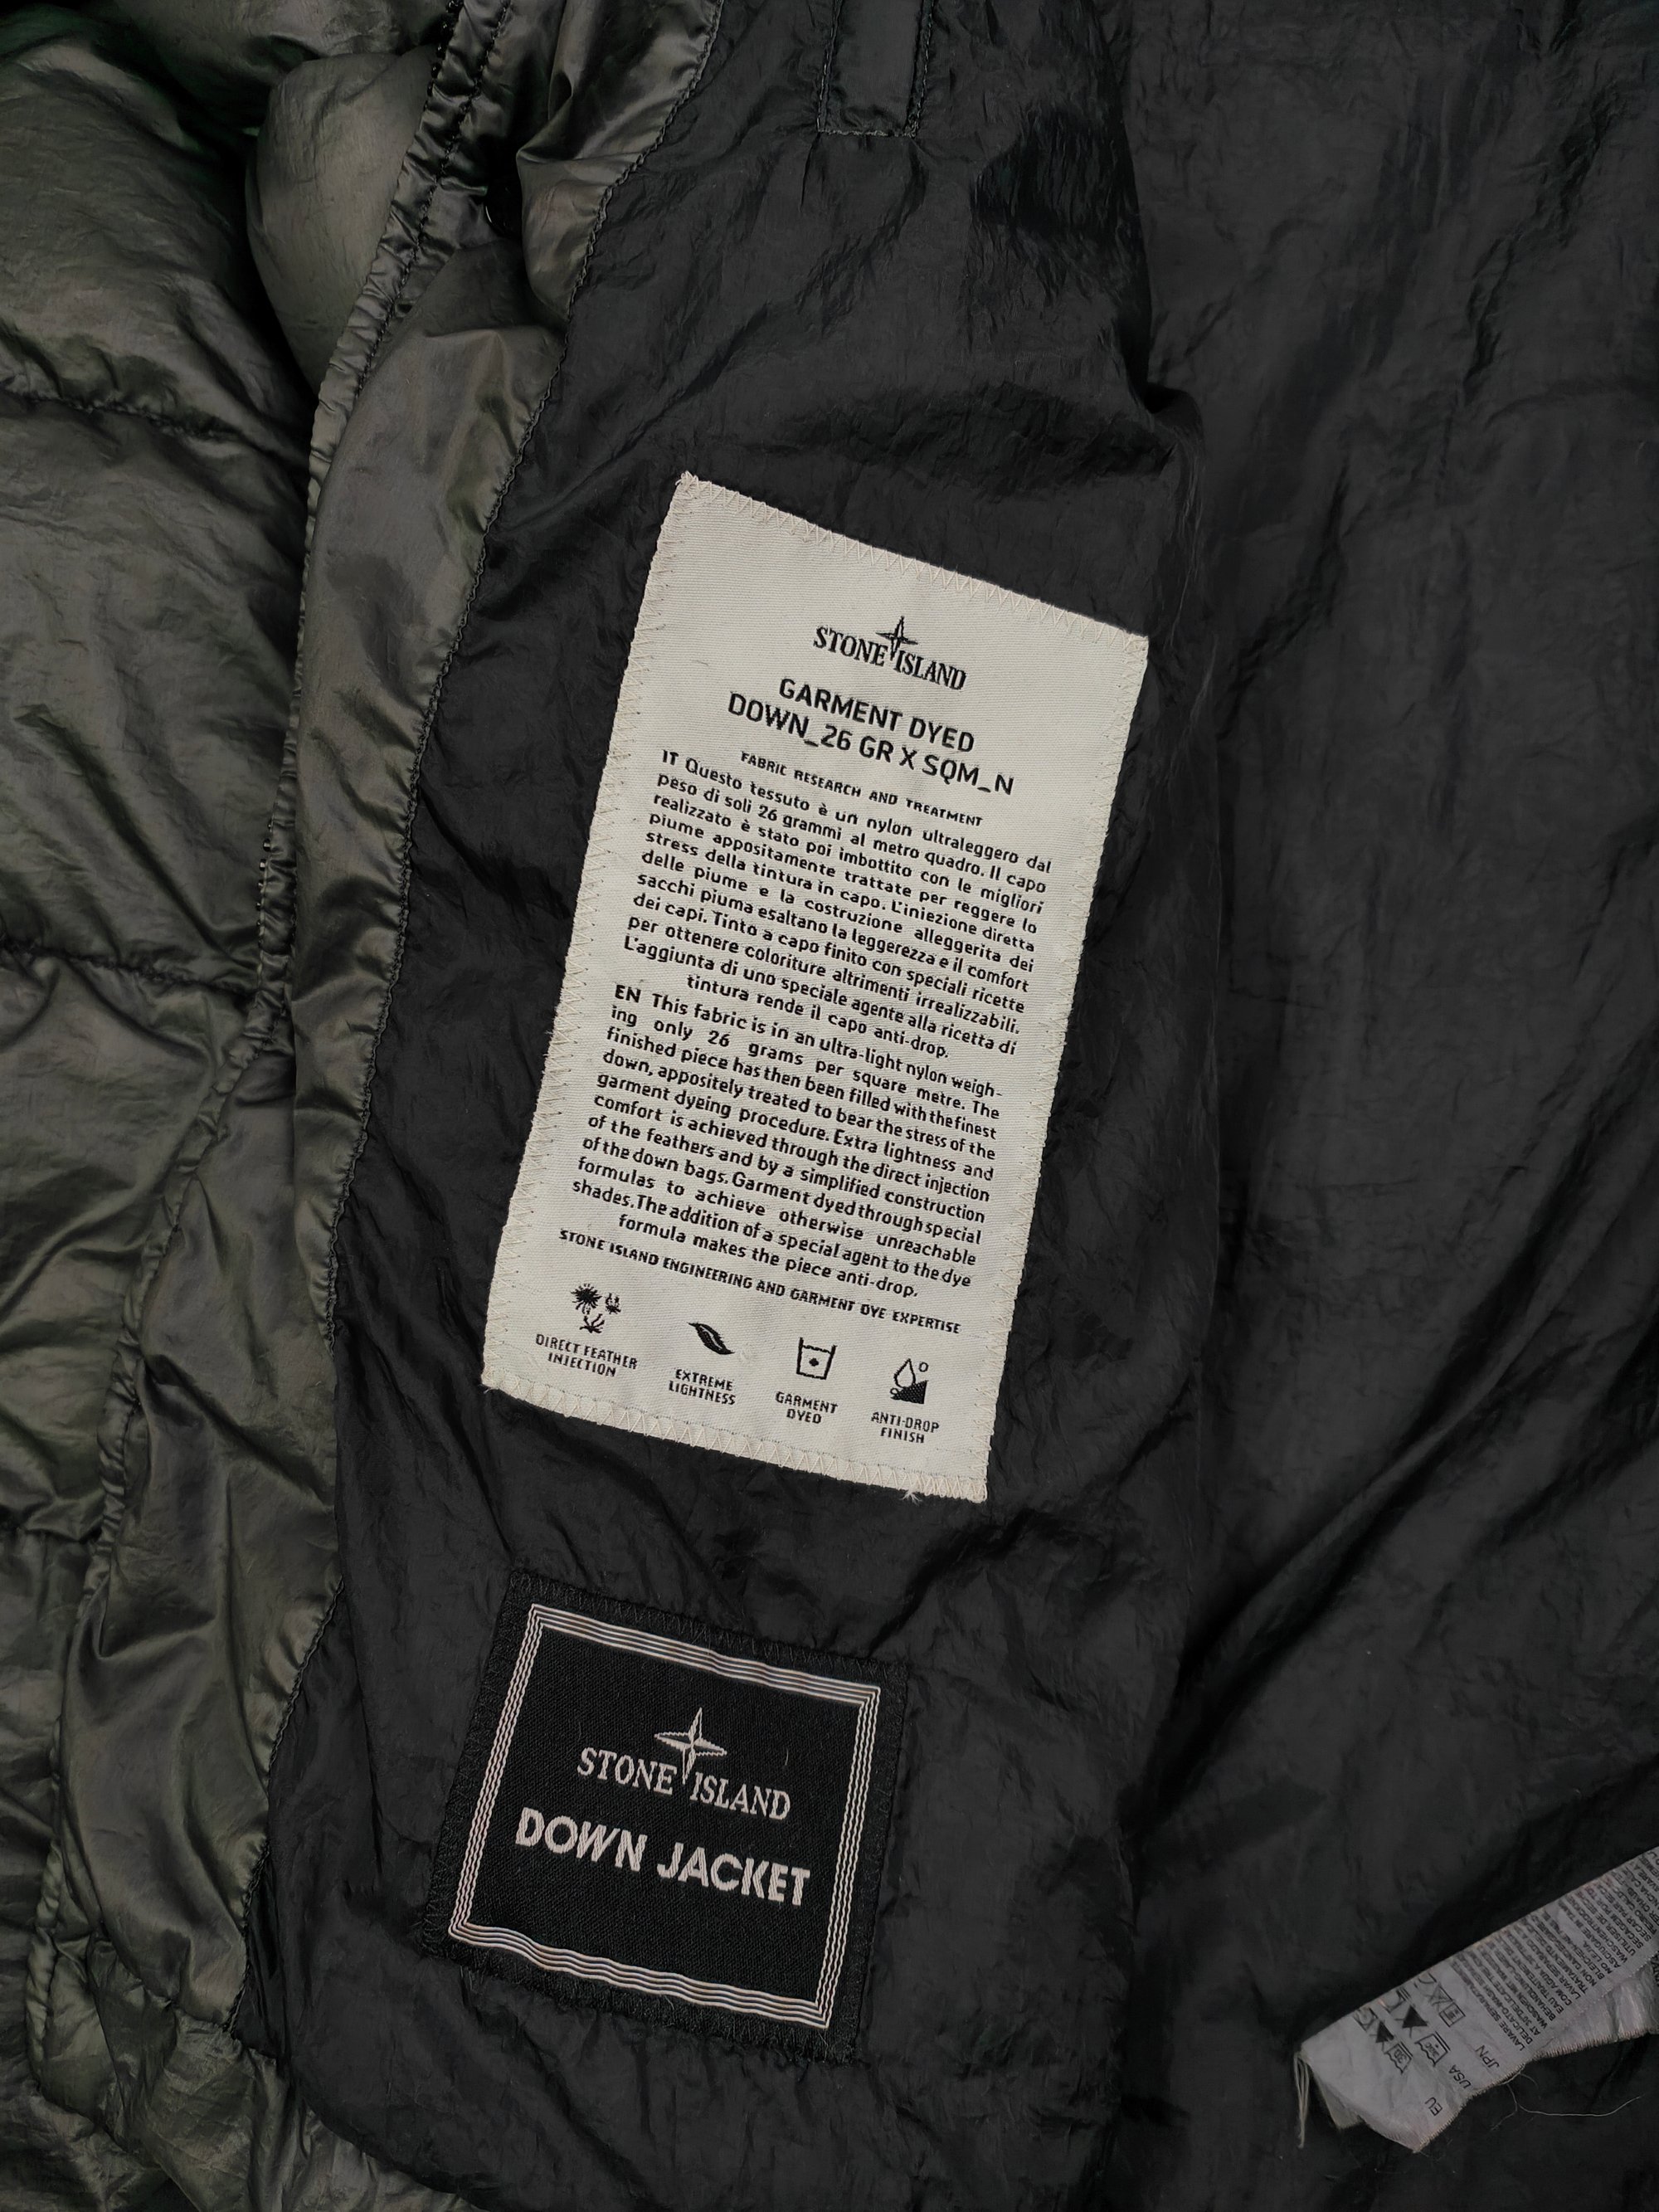 STONE ISLAND
GARMENT DYED
DOWN_26 GR X SQM_N
FABRIC RESEARCH AND TREATMENT
IT Questo tessuto è un nylon ultraleggero dal
peso di soli 26 grammi al metro quadro. Il capo
realizzato è stato poi imbottito con le migliori
piume appositamente trattate per reggere lo
stress della tintura in capo. L'iniezione diretta
delle piume e la costruzione alleggerita dei
sacchi piuma esaltano la leggerezza e il comfort
dei capi. Tinto a capo finito con speciali ricette
per ottenere coloriture altrimenti irrealizzabili.
L'aggiunta di uno speciale agente alla ricetta di
tintura rende il capo anti-drop.
EN This fabric is in an ultra-light nylon weigh-
ing only 26 grams per square metre. The
finished piece has then been filled with the finest
down, appositely treated to bear the stress of the
garment dyeing procedure. Extra lightness and
comfort is achieved through the direct injection
of the feathers and by a simplified construction
of the down bags. Garment dyed through special
formulas to achieve otherwise unreachable
shades. The addition of a special agent to the dye
formula makes the piece anti-drop.
STONE ISLAND ENGINEERING AND GARMENT DYE EXPERTISE
DIRECT FEATHER
INJECTION
EXTREME
LIGHTNESS
GARMENT
DYED
ANTI-DROP
FINISH
STONE ISLAND
DOWN JACKET
EU
USA
JPN